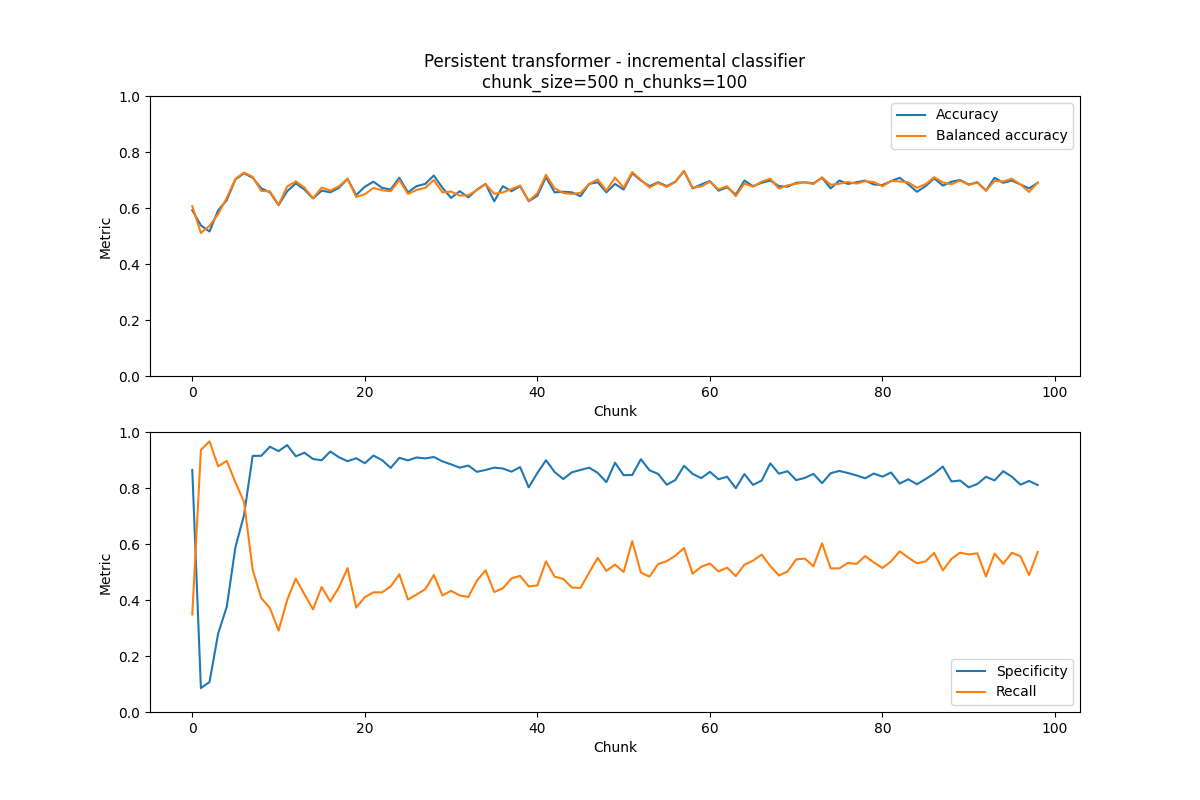 Persistent transformer - incremental classifier
chunk_size=500 n_chunks=100
1.0
0.8
0.6
0.4
0.2
0.0
Metric
Accuracy
Balanced accuracy
0 20 40 60 80 100
Chunk
1.0
0.8
0.6
0.4
0.2
0.0
Metric
Specificity
Recall
0 20 40 60 80 100
Chunk